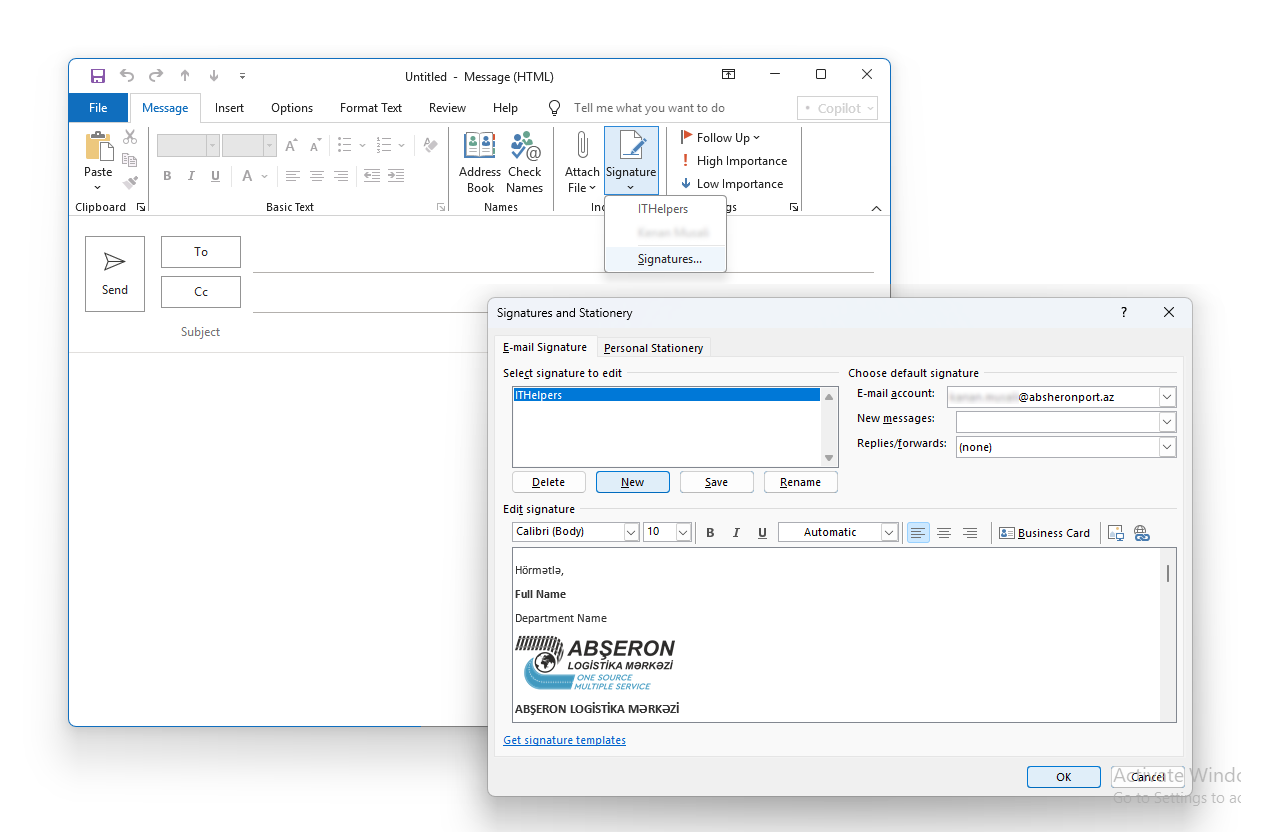 Untitled - Message (HTML)
File Message Insert Options Format Text Review Help Tell me what you want to do Copilot
Paste
Clipboard
B I U A
Basic Text
Address Book
Check Names
Names
Attach File
Signature
Follow Up
High Importance
Low Importance
ITHelpers
Signatures...
Send
To
Cc
Subject
Signatures and Stationery
E-mail Signature Personal Stationery
Select signature to edit
ITHelpers
Delete New Save Rename
Choose default signature
E-mail account: @absheronport.az
New messages:
Replies/forwards: (none)
Edit signature
Calibri (Body) 10 B I U Automatic Business Card
Hörmətlə,
Full Name
Department Name
ABŞERON
LOGİSTİKA MƏRKƏZİ
ONE SOURCE
MULTIPLE SERVICE
ABŞERON LOGİSTİKA MƏRKƏZİ
Get signature templates
OK Cancel
Activate Windo
Go to Settings to ac